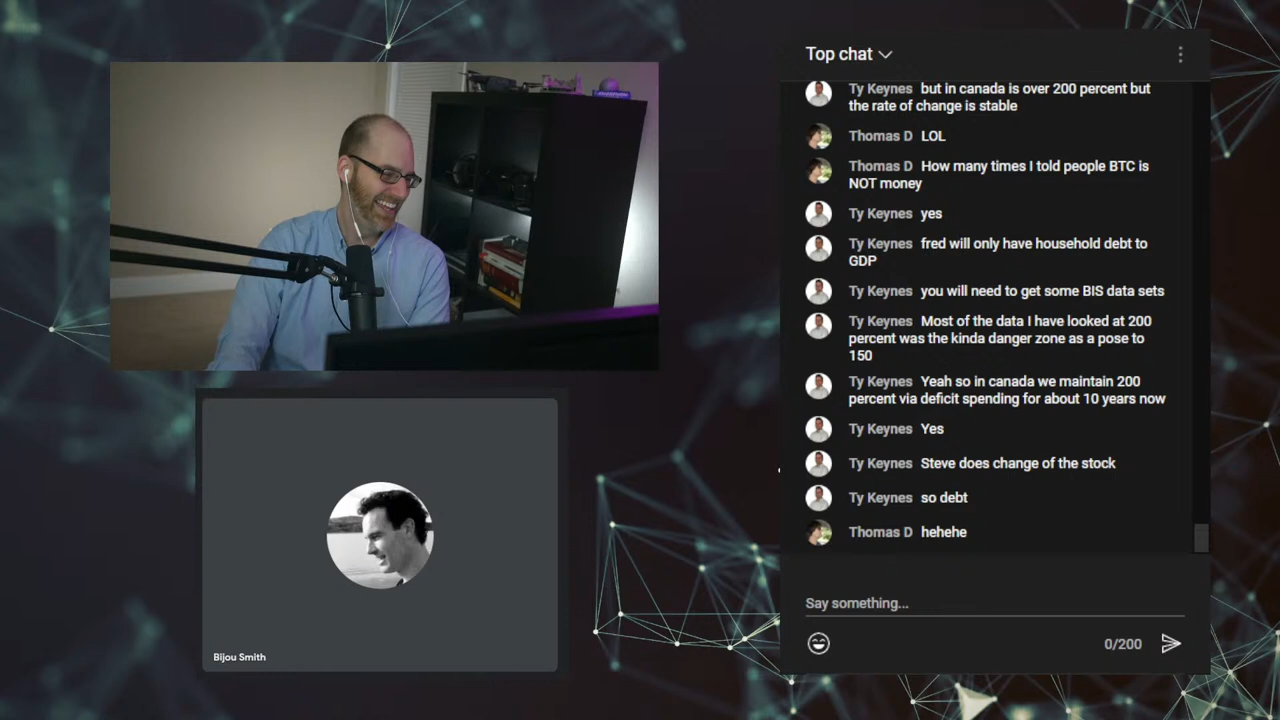 Top chat
Ty Keynes but in canada is over 200 percent but
the rate of change is stable
Thomas D LOL
Thomas D How many times I told people BTC is
NOT money
Ty Keynes yes
Ty Keynes fred will only have household debt to
GDP
Ty Keynes you will need to get some BIS data sets
Ty Keynes Most of the data I have looked at 200
percent was the kinda danger zone as a pose to
150
Ty Keynes Yeah so in canada we maintain 200
percent via deficit spending for about 10 years now
Ty Keynes Yes
Ty Keynes Steve does change of the stock
Ty Keynes so debt
Thomas D hehehe
Say something...
0/200
Bijou Smith